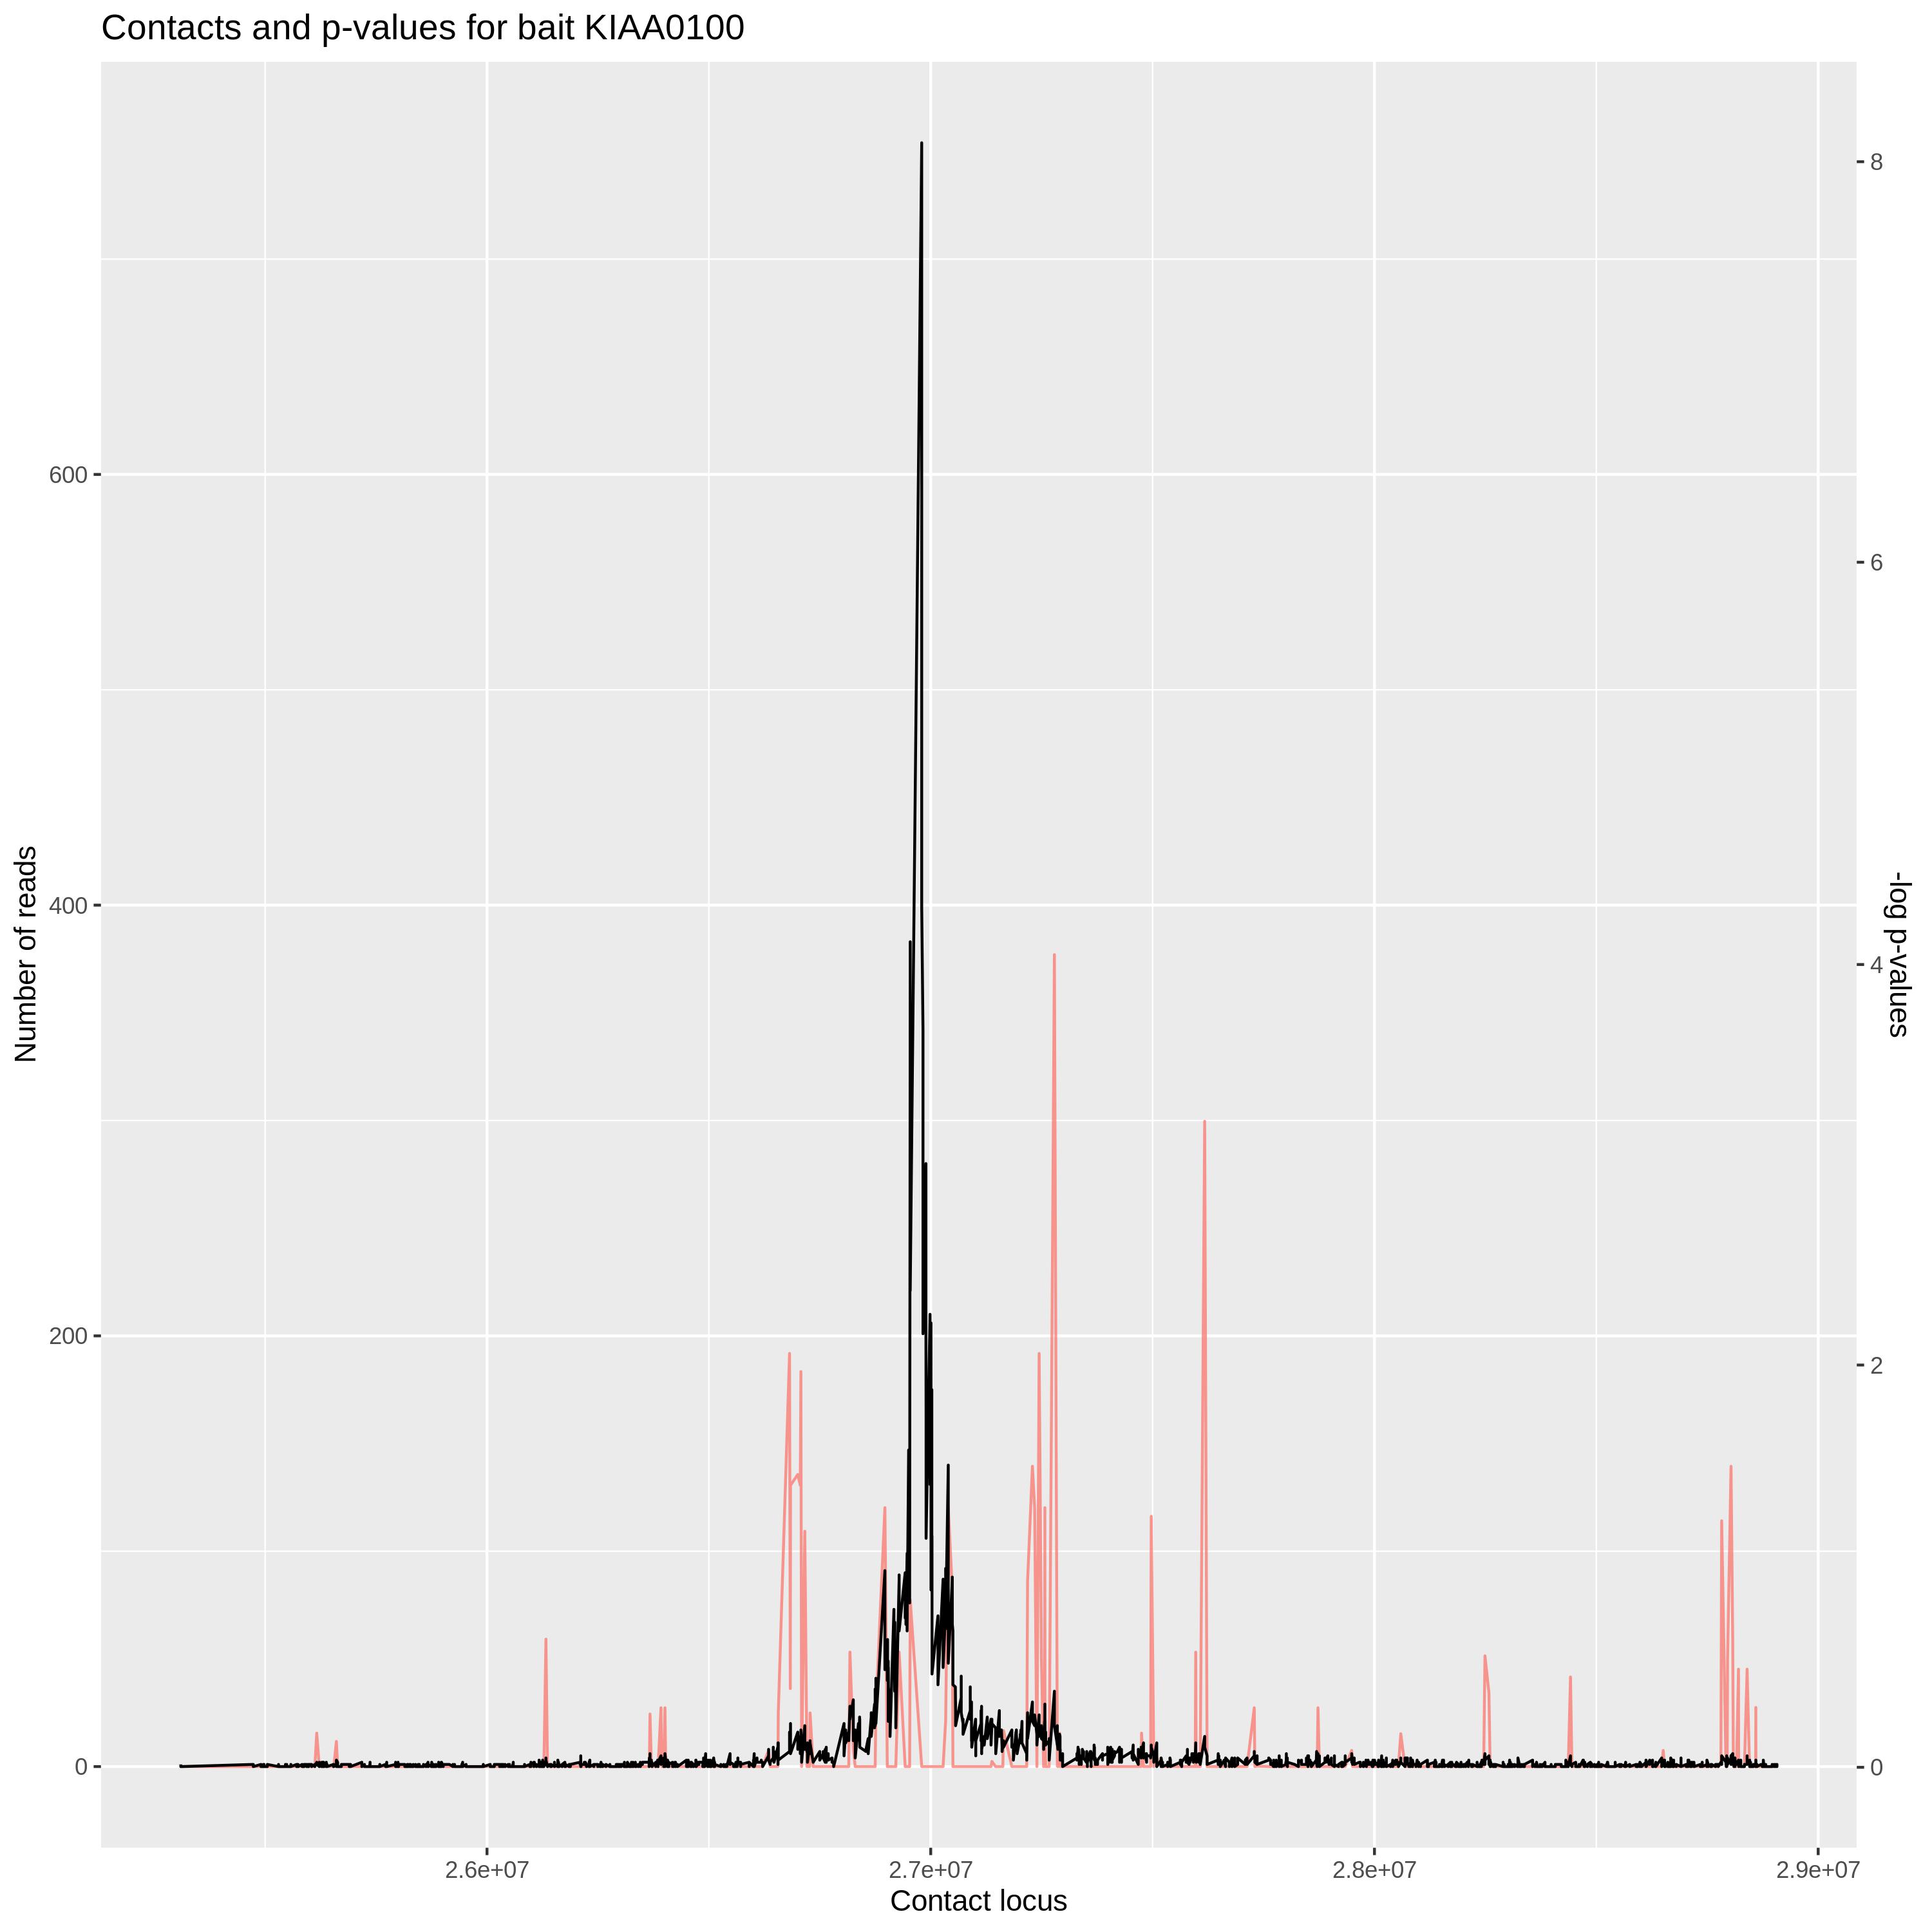 Contacts and p-values for bait KIAA0100
8
600
6
Number of reads
-log p-values
400
4
200
2
0
0
2.6e+07
2.7e+07
2.8e+07
2.9e+07
Contact locus